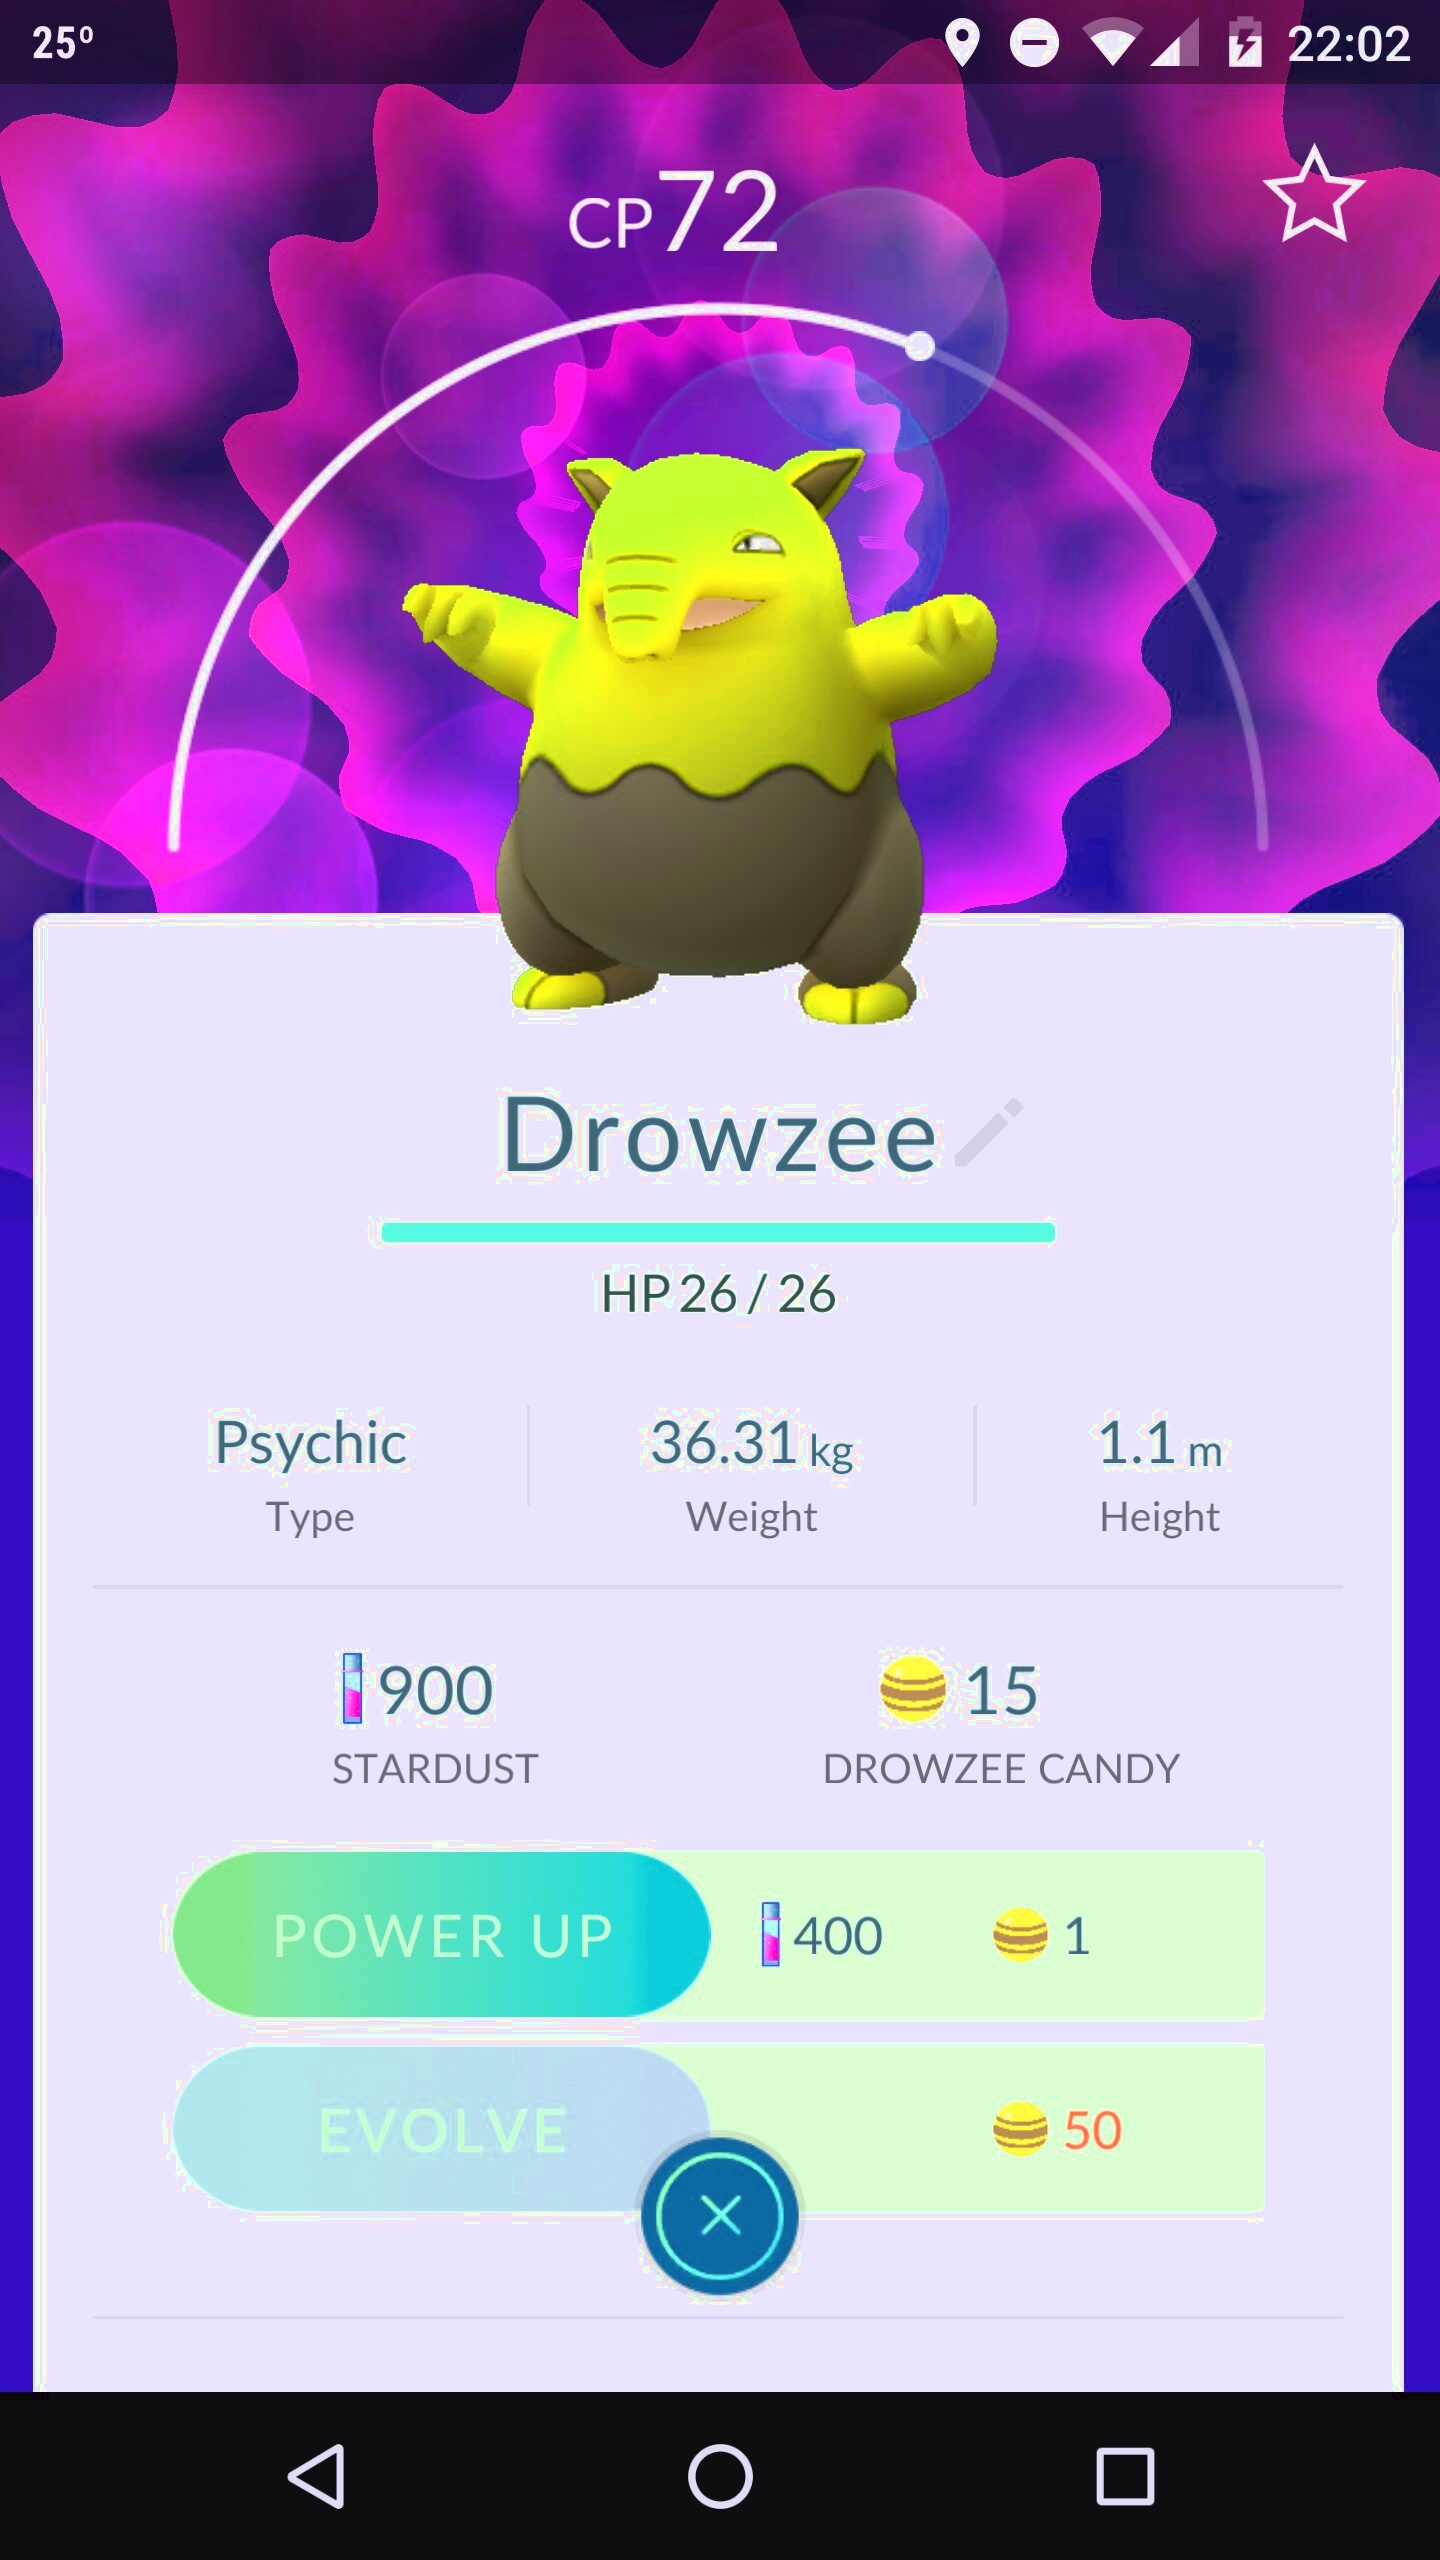 25º 22:02
CP72
Drowzee
HP 26 / 26
Psychic 36.31 kg 1.1 m
Type Weight Height
900 15
STARDUST DROWZEE CANDY
POWER UP 400 1
EVOLVE 50